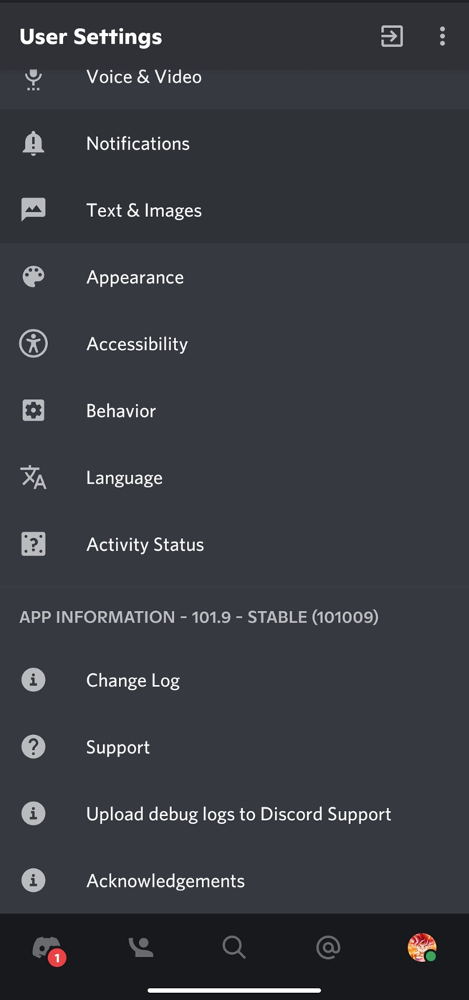 User Settings
Voice & Video
Notifications
Text & Images
Appearance
Accessibility
Behavior
Language
Activity Status
APP INFORMATION - 101.9 - STABLE (101009)
Change Log
Support
Upload debug logs to Discord Support
Acknowledgements
1